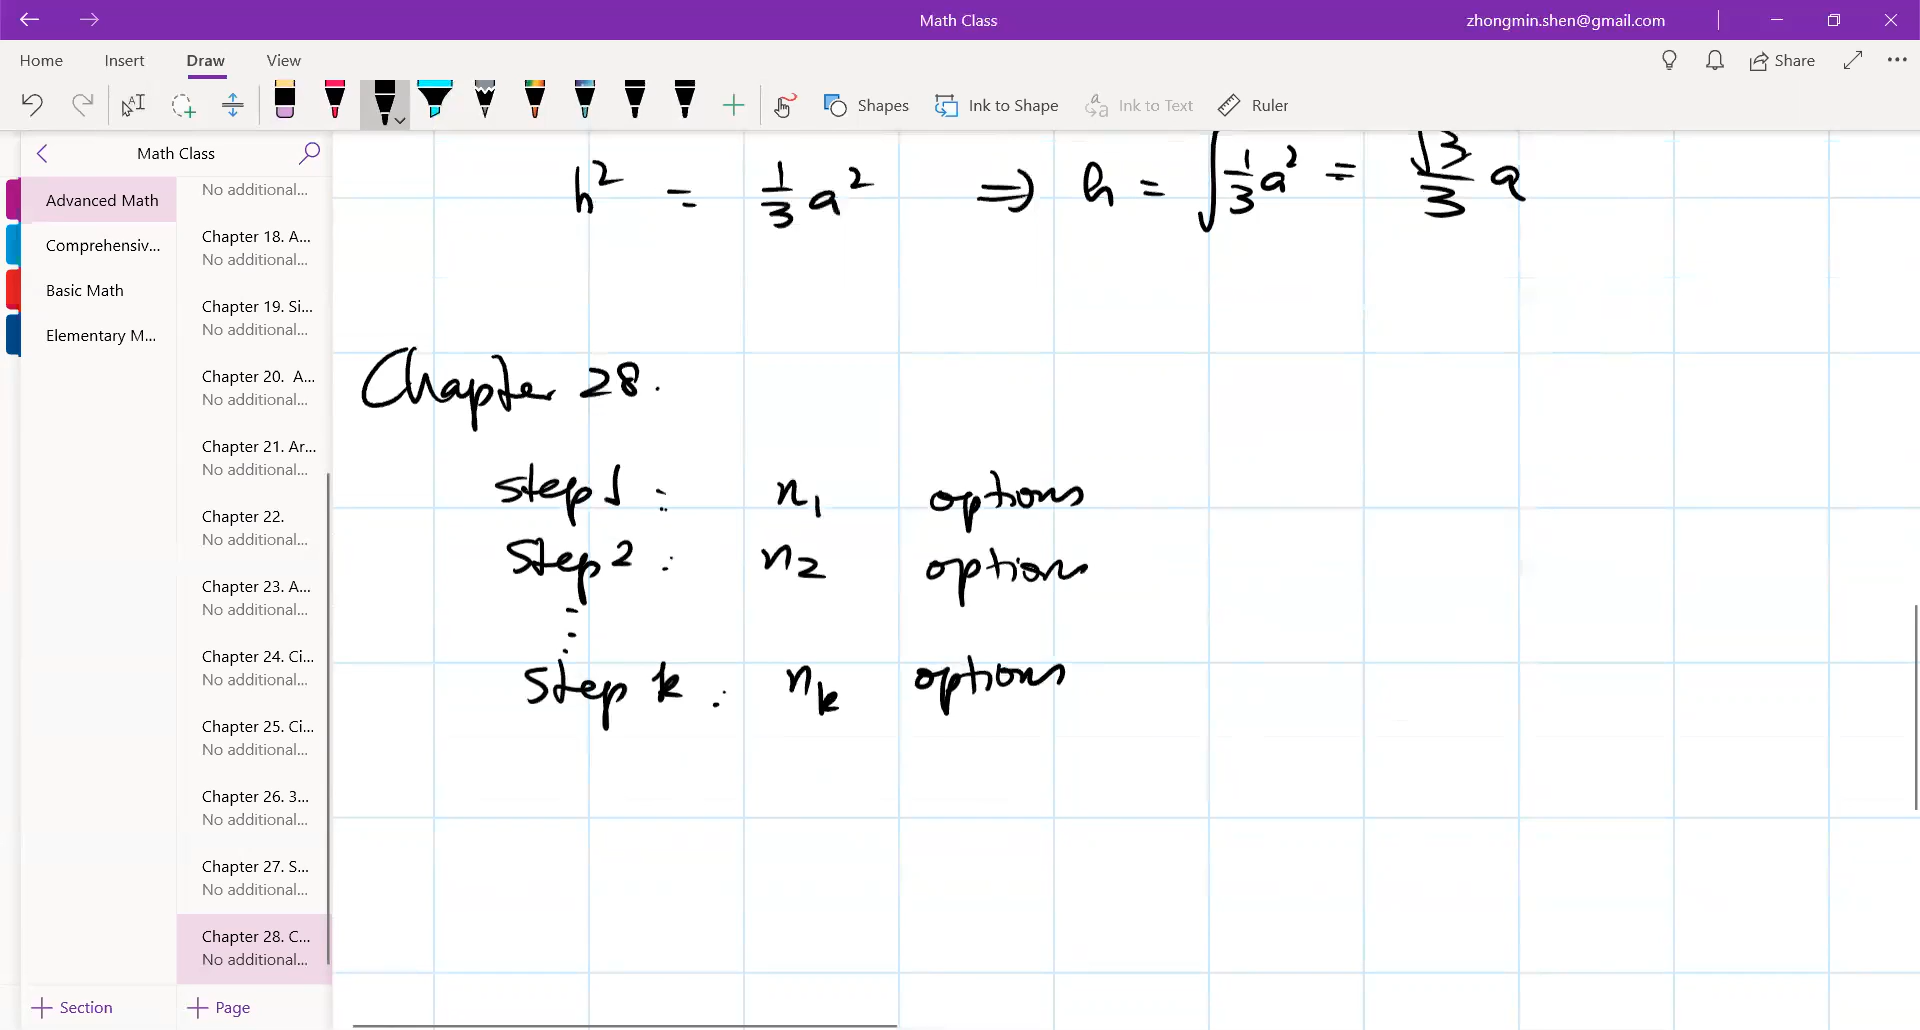 Math Class
zhongmin.shen@gmail.com
Home Insert Draw View
Share
Shapes Ink to Shape Ink to Text Ruler
Math Class
Advanced Math
Comprehensiv...
Basic Math
Elementary M...
No additional...
Chapter 18. A...
No additional...
Chapter 19. Si...
No additional...
Chapter 20. A...
No additional...
Chapter 21. Ar...
No additional...
Chapter 22.
No additional...
Chapter 23. A...
No additional...
Chapter 24. Ci...
No additional...
Chapter 25. Ci...
No additional...
Chapter 26. 3...
No additional...
Chapter 27. S...
No additional...
Chapter 28. C...
No additional...
Section
Page
h² = 1/3 a² ⇒ h = √(1/3 a²) = √3/3 a
Chapter 28.
step 1 : n₁ options
step 2 : n₂ options
⋮
step k : nₖ options